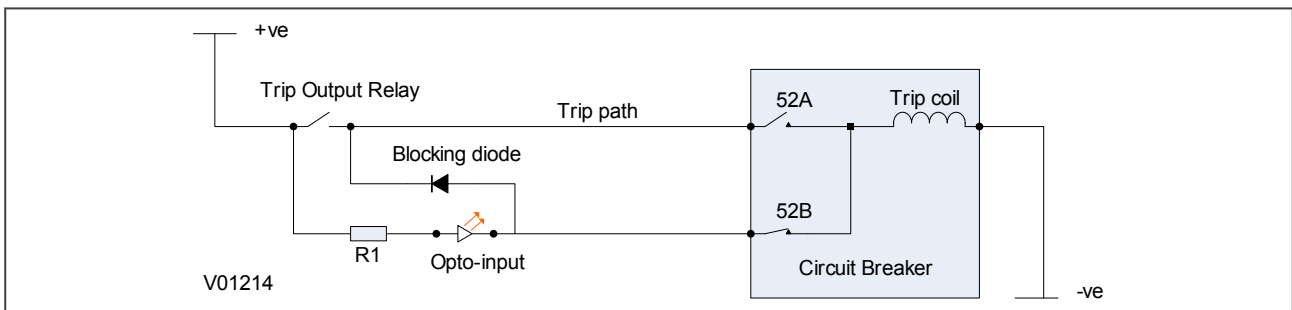 +ve
Trip Output Relay
Trip path
52A
Trip coil
Blocking diode
52B
R1
Opto-input
Circuit Breaker
V01214
-ve